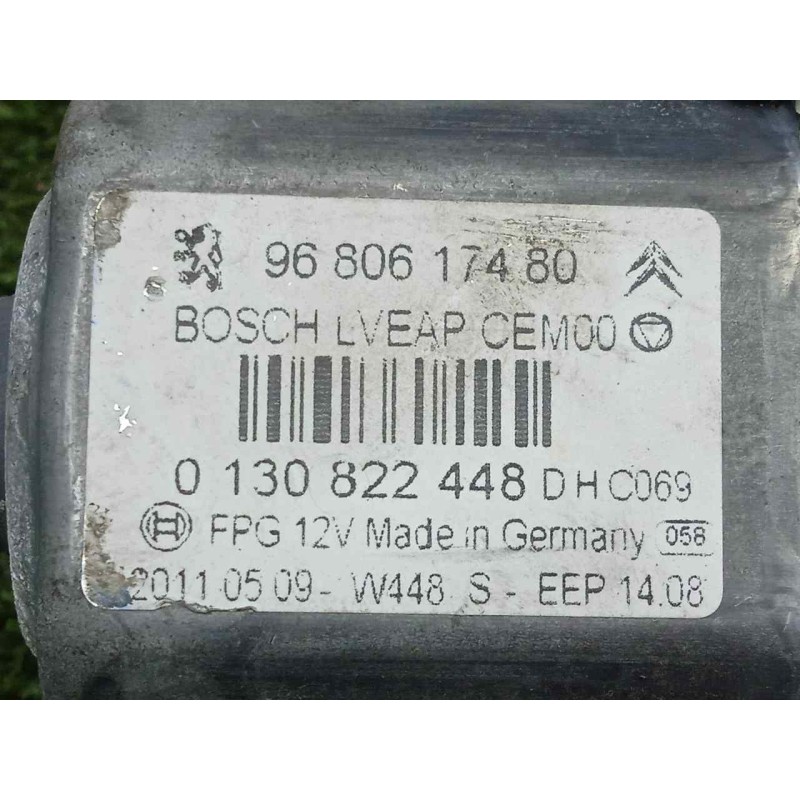 96 806 174 80
BOSCH LVEAP CEM00
0 130 822 448 D H C069
FPG 12V Made in Germany 058
2011 05 09 - W448 S - EEP 14.08